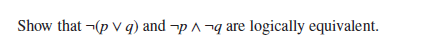 Show that ¬(p ∨ q) and ¬p ∧ ¬q are logically equivalent.